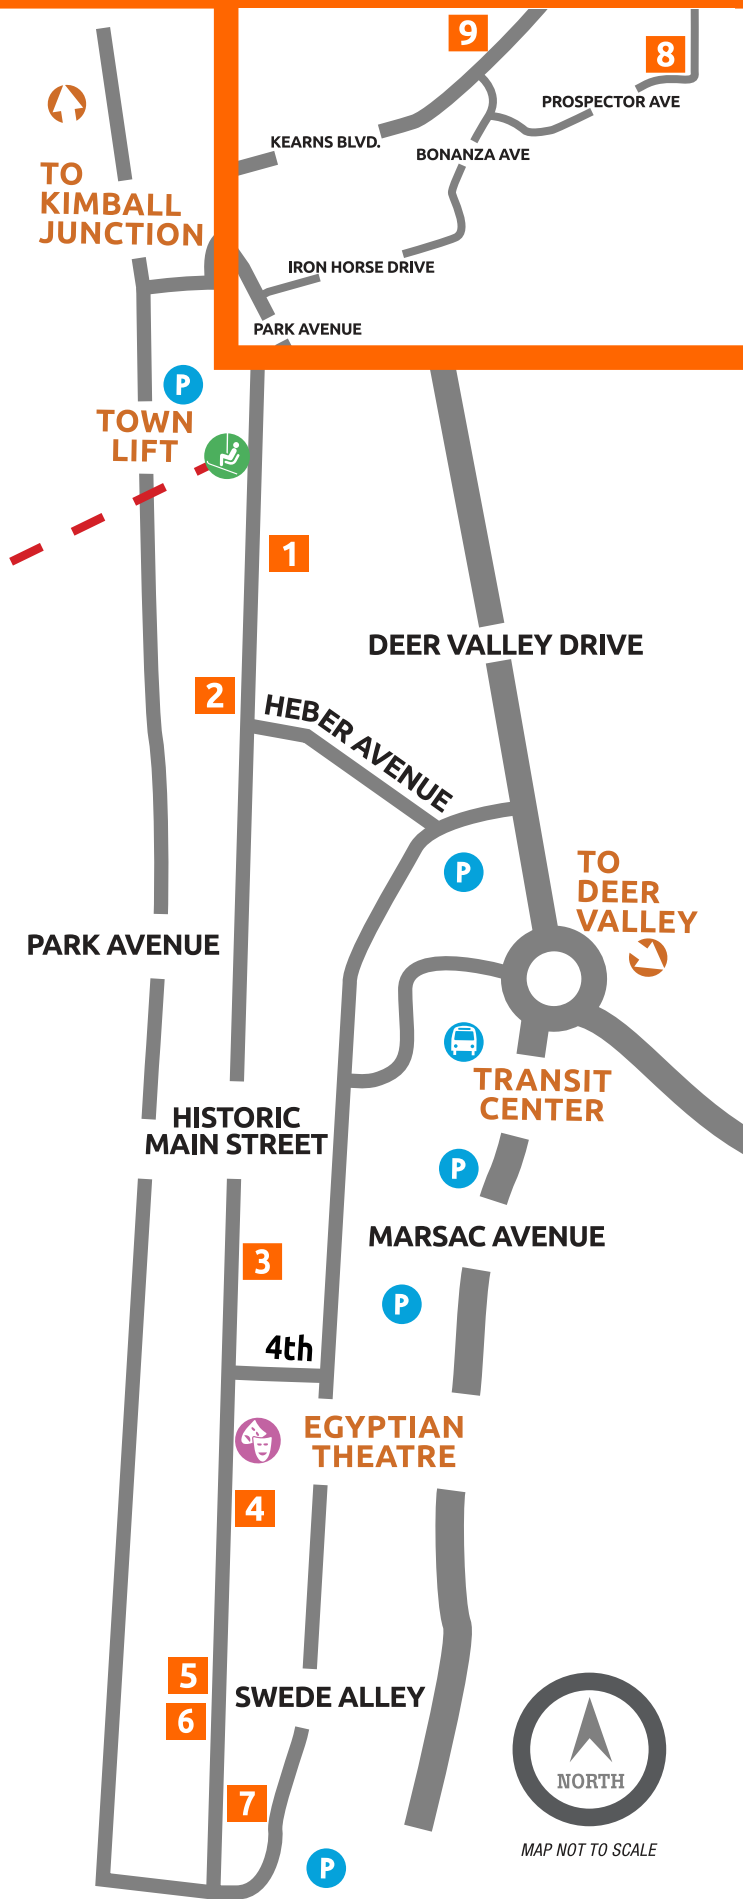 9
8
PROSPECTOR AVE
KEARNS BLVD.
BONANZA AVE
TO
KIMBALL
JUNCTION
IRON HORSE DRIVE
PARK AVENUE
P
TOWN
LIFT
1
DEER VALLEY DRIVE
2
HEBER AVENUE
TO
DEER
VALLEY
P
PARK AVENUE
TRANSIT
CENTER
HISTORIC
MAIN STREET
P
MARSAC AVENUE
3
P
4th
EGYPTIAN
THEATRE
4
5
SWEDE ALLEY
6
NORTH
7
MAP NOT TO SCALE
P